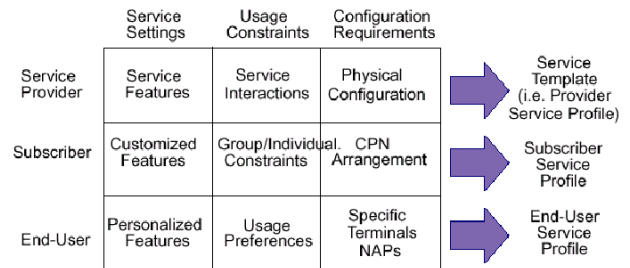 Service Settings
Usage Constraints
Configuration Requirements
Service Provider
Service Features
Service Interactions
Physical Configuration
Service Template (i.e. Provider Service Profile)
Subscriber
Customized Features
Group/Individual. Constraints
CPN Arrangement
Subscriber Service Profile
End-User
Personalized Features
Usage Preferences
Specific Terminals NAPs
End-User Service Profile